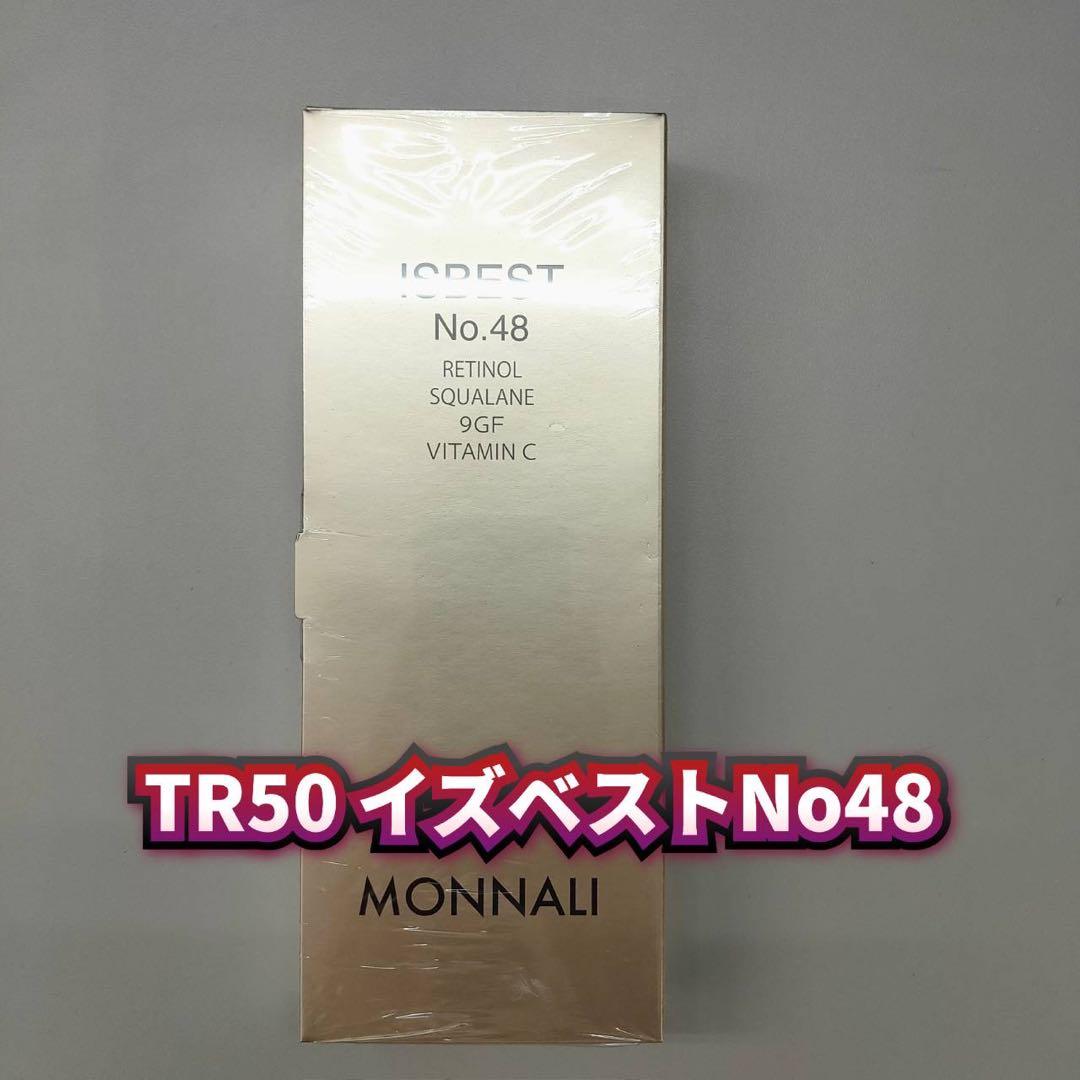 ISBEST
No.48
RETINOL
SQUALANE
9GF
VITAMIN C
TR50 イズベストNo48
MONNALI